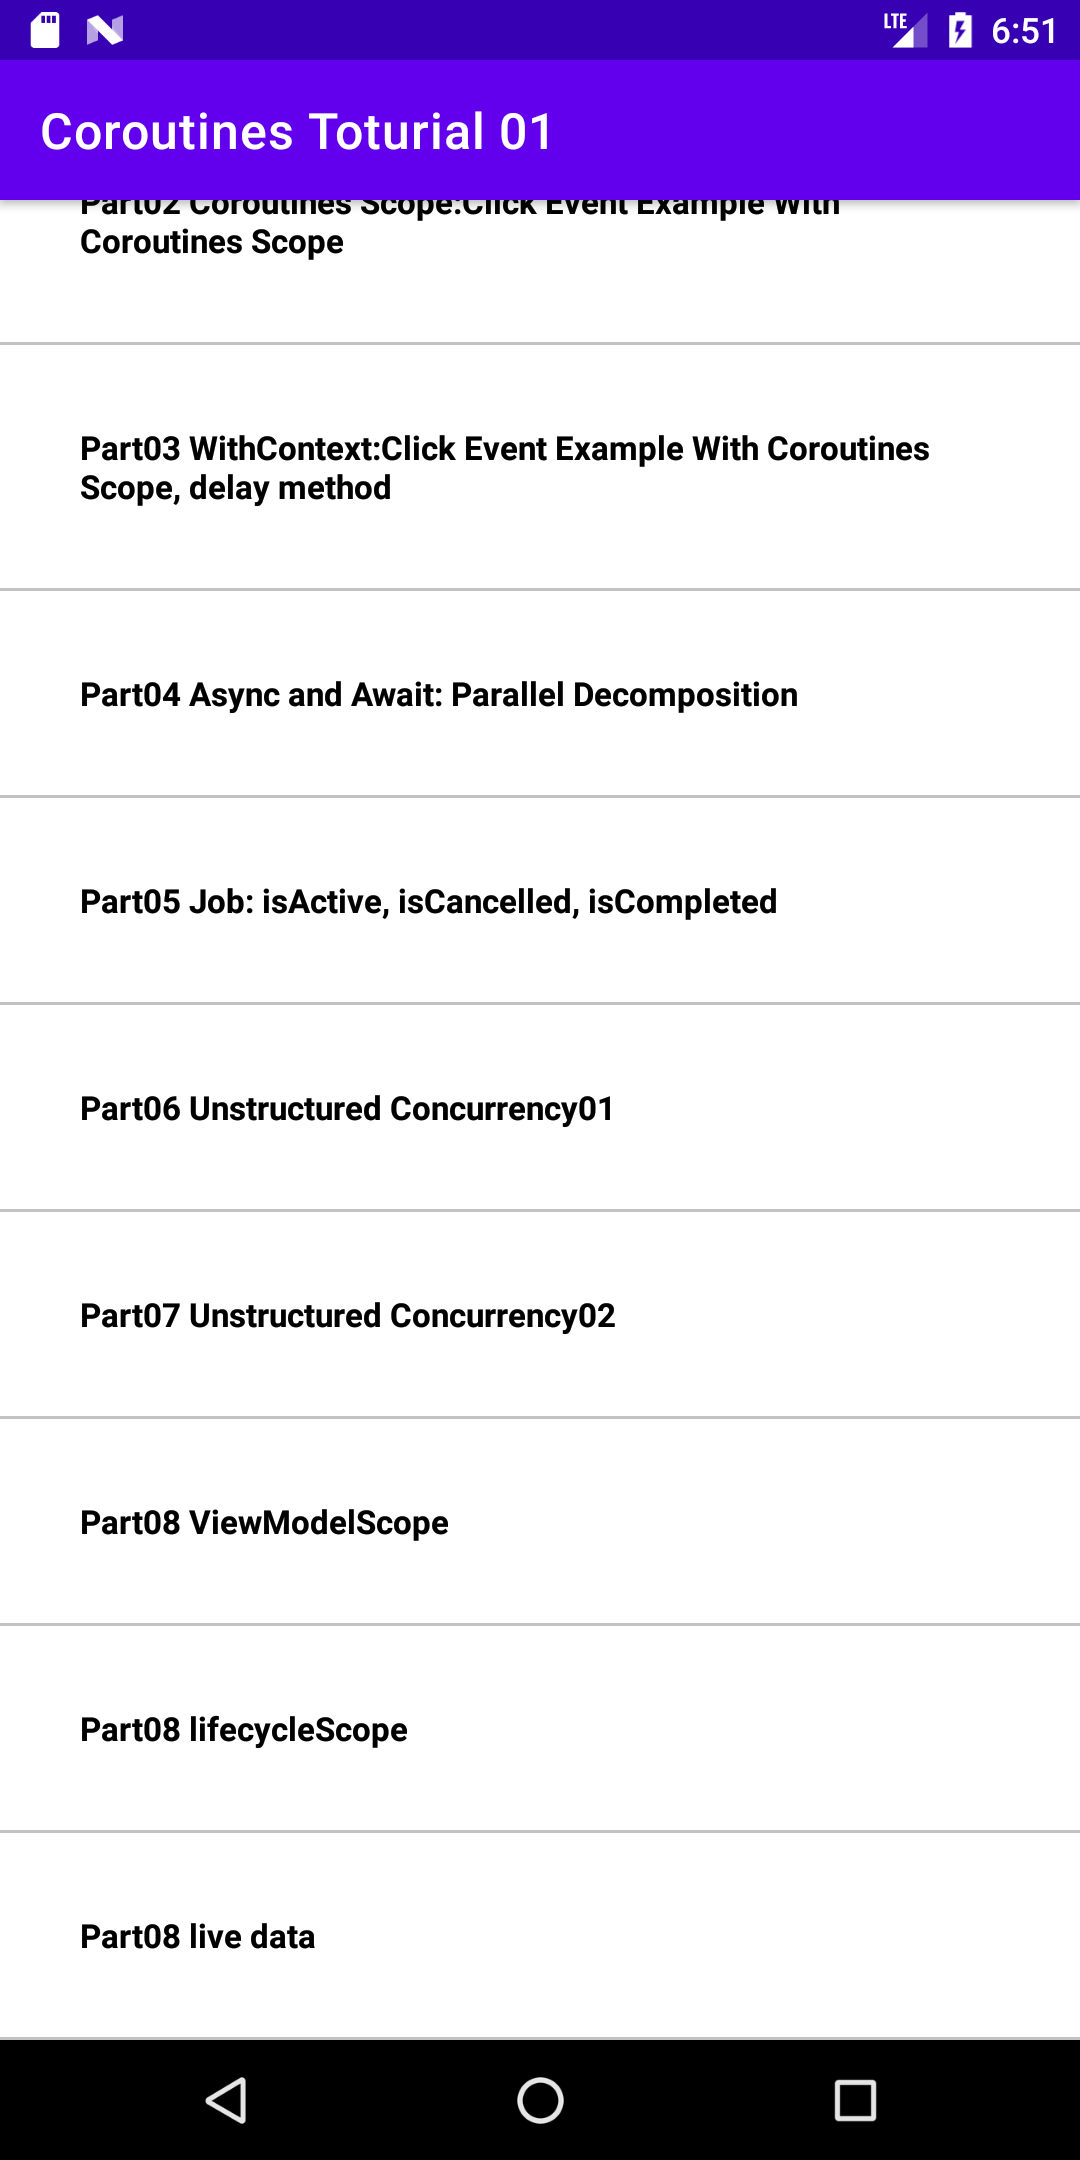 LTE 6:51
Coroutines Toturial 01
Part02 Coroutines Scope:Click Event Example With
Coroutines Scope
Part03 WithContext:Click Event Example With Coroutines
Scope, delay method
Part04 Async and Await: Parallel Decomposition
Part05 Job: isActive, isCancelled, isCompleted
Part06 Unstructured Concurrency01
Part07 Unstructured Concurrency02
Part08 ViewModelScope
Part08 lifecycleScope
Part08 live data